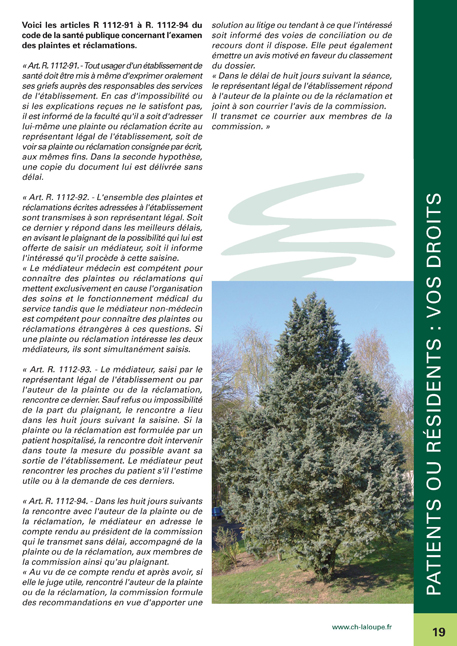 Voici les articles R 1112-91 à R. 1112-94 du
code de la santé publique concernant l'examen
des plaintes et réclamations.
« Art. R. 1112-91. - Tout usager d'un établissement de
santé doit être mis à même d'exprimer oralement
ses griefs auprès des responsables des services
de l'établissement. En cas d'impossibilité ou
si les explications reçues ne le satisfont pas,
il est informé de la faculté qu'il a soit d'adresser
lui-même une plainte ou réclamation écrite au
représentant légal de l'établissement, soit de
voir sa plainte ou réclamation consignée par écrit,
aux mêmes fins. Dans la seconde hypothèse,
une copie du document lui est délivrée sans
délai.
« Art. R. 1112-92. - L'ensemble des plaintes et
réclamations écrites adressées à l'établissement
sont transmises à son représentant légal. Soit
ce dernier y répond dans les meilleurs délais,
en avisant le plaignant de la possibilité qui lui est
offerte de saisir un médiateur, soit il informe
l'intéressé qu'il procède à cette saisine.
« Le médiateur médecin est compétent pour
connaître des plaintes ou réclamations qui
mettent exclusivement en cause l'organisation
des soins et le fonctionnement médical du
service tandis que le médiateur non-médecin
est compétent pour connaître des plaintes ou
réclamations étrangères à ces questions. Si
une plainte ou réclamation intéresse les deux
médiateurs, ils sont simultanément saisis.
« Art. R. 1112-93. - Le médiateur, saisi par le
représentant légal de l'établissement ou par
l'auteur de la plainte ou de la réclamation,
rencontre ce dernier. Sauf refus ou impossibilité
de la part du plaignant, le rencontre a lieu
dans les huit jours suivant la saisine. Si la
plainte ou la réclamation est formulée par un
patient hospitalisé, la rencontre doit intervenir
dans toute la mesure du possible avant sa
sortie de l'établissement. Le médiateur peut
rencontrer les proches du patient s'il l'estime
utile ou à la demande de ces derniers.
« Art. R. 1112-94. - Dans les huit jours suivants
la rencontre avec l'auteur de la plainte ou de
la réclamation, le médiateur en adresse le
compte rendu au président de la commission
qui le transmet sans délai, accompagné de la
plainte ou de la réclamation, aux membres de
la commission ainsi qu'au plaignant.
« Au vu de ce compte rendu et après avoir, si
elle le juge utile, rencontré l'auteur de la plainte
ou de la réclamation, la commission formule
des recommandations en vue d'apporter une
solution au litige ou tendant à ce que l'intéressé
soit informé des voies de conciliation ou de
recours dont il dispose. Elle peut également
émettre un avis motivé en faveur du classement
du dossier.
« Dans le délai de huit jours suivant la séance,
le représentant légal de l'établissement répond
à l'auteur de la plainte ou de la réclamation et
joint à son courrier l'avis de la commission.
Il transmet ce courrier aux membres de la
commission. »
PATIENTS OU RÉSIDENTS : VOS DROITS
www.ch-laloupe.fr
19